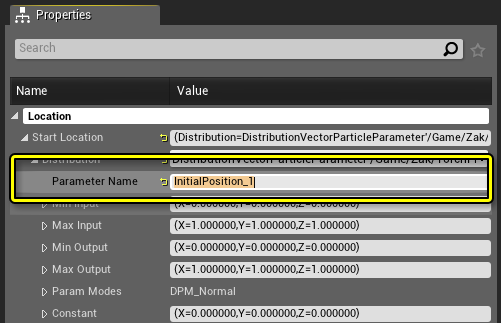 Properties
Search
Name Value
Location
Start Location (Distribution=DistributionVectorParticleParameter'/Game/Zak/
Distribution DistributionVectorParticleParameter'/Game/Zak/
Parameter Name InitialPosition_1
Min Input (X=0.000000,Y=0.000000,Z=0.000000)
Max Input (X=1.000000,Y=1.000000,Z=1.000000)
Min Output (X=0.000000,Y=0.000000,Z=0.000000)
Max Output (X=1.000000,Y=1.000000,Z=1.000000)
Param Modes DPM_Normal
Constant (X=0.000000,Y=0.000000,Z=0.000000)